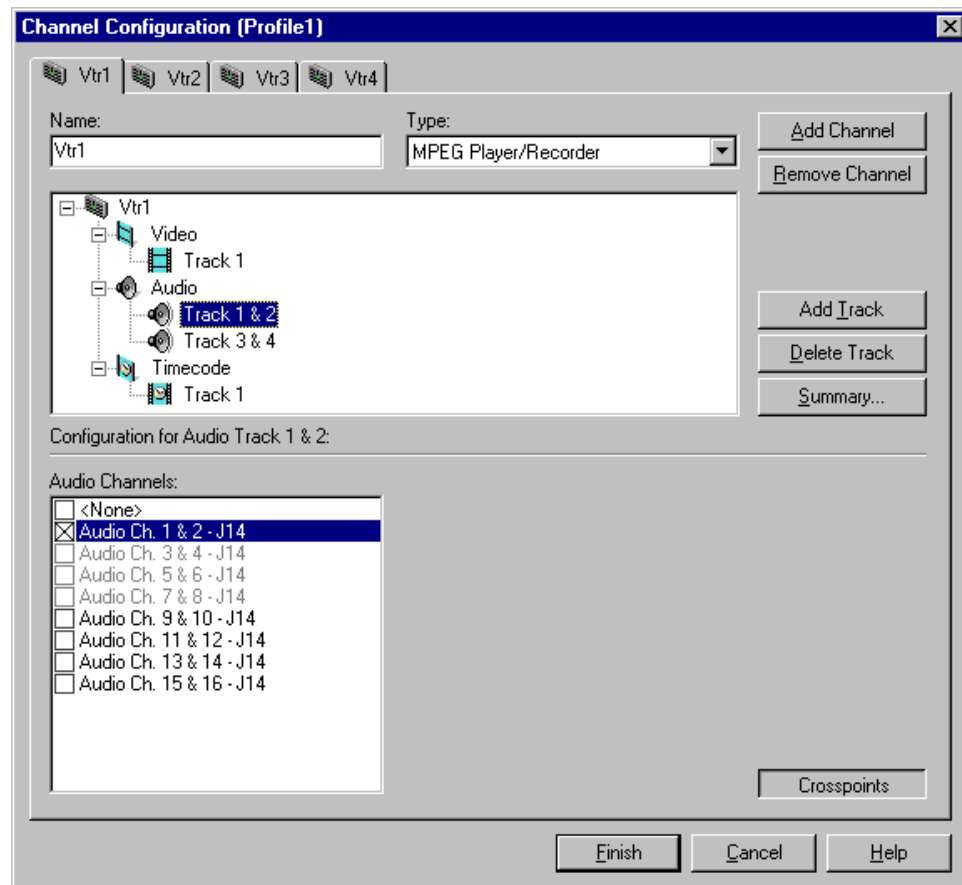 Channel Configuration (Profile1)
Vtr1 Vtr2 Vtr3 Vtr4
Name:
Type:
Vtr1
MPEG Player/Recorder
Add Channel
Remove Channel
Vtr1
Video
Track 1
Audio
Track 1 & 2
Track 3 & 4
Timecode
Track 1
Add Track
Delete Track
Summary...
Configuration for Audio Track 1 & 2:
Audio Channels:
<None>
Audio Ch. 1 & 2 - J14
Audio Ch. 3 & 4 - J14
Audio Ch. 5 & 6 - J14
Audio Ch. 7 & 8 - J14
Audio Ch. 9 & 10 - J14
Audio Ch. 11 & 12 - J14
Audio Ch. 13 & 14 - J14
Audio Ch. 15 & 16 - J14
Crosspoints
Finish Cancel Help